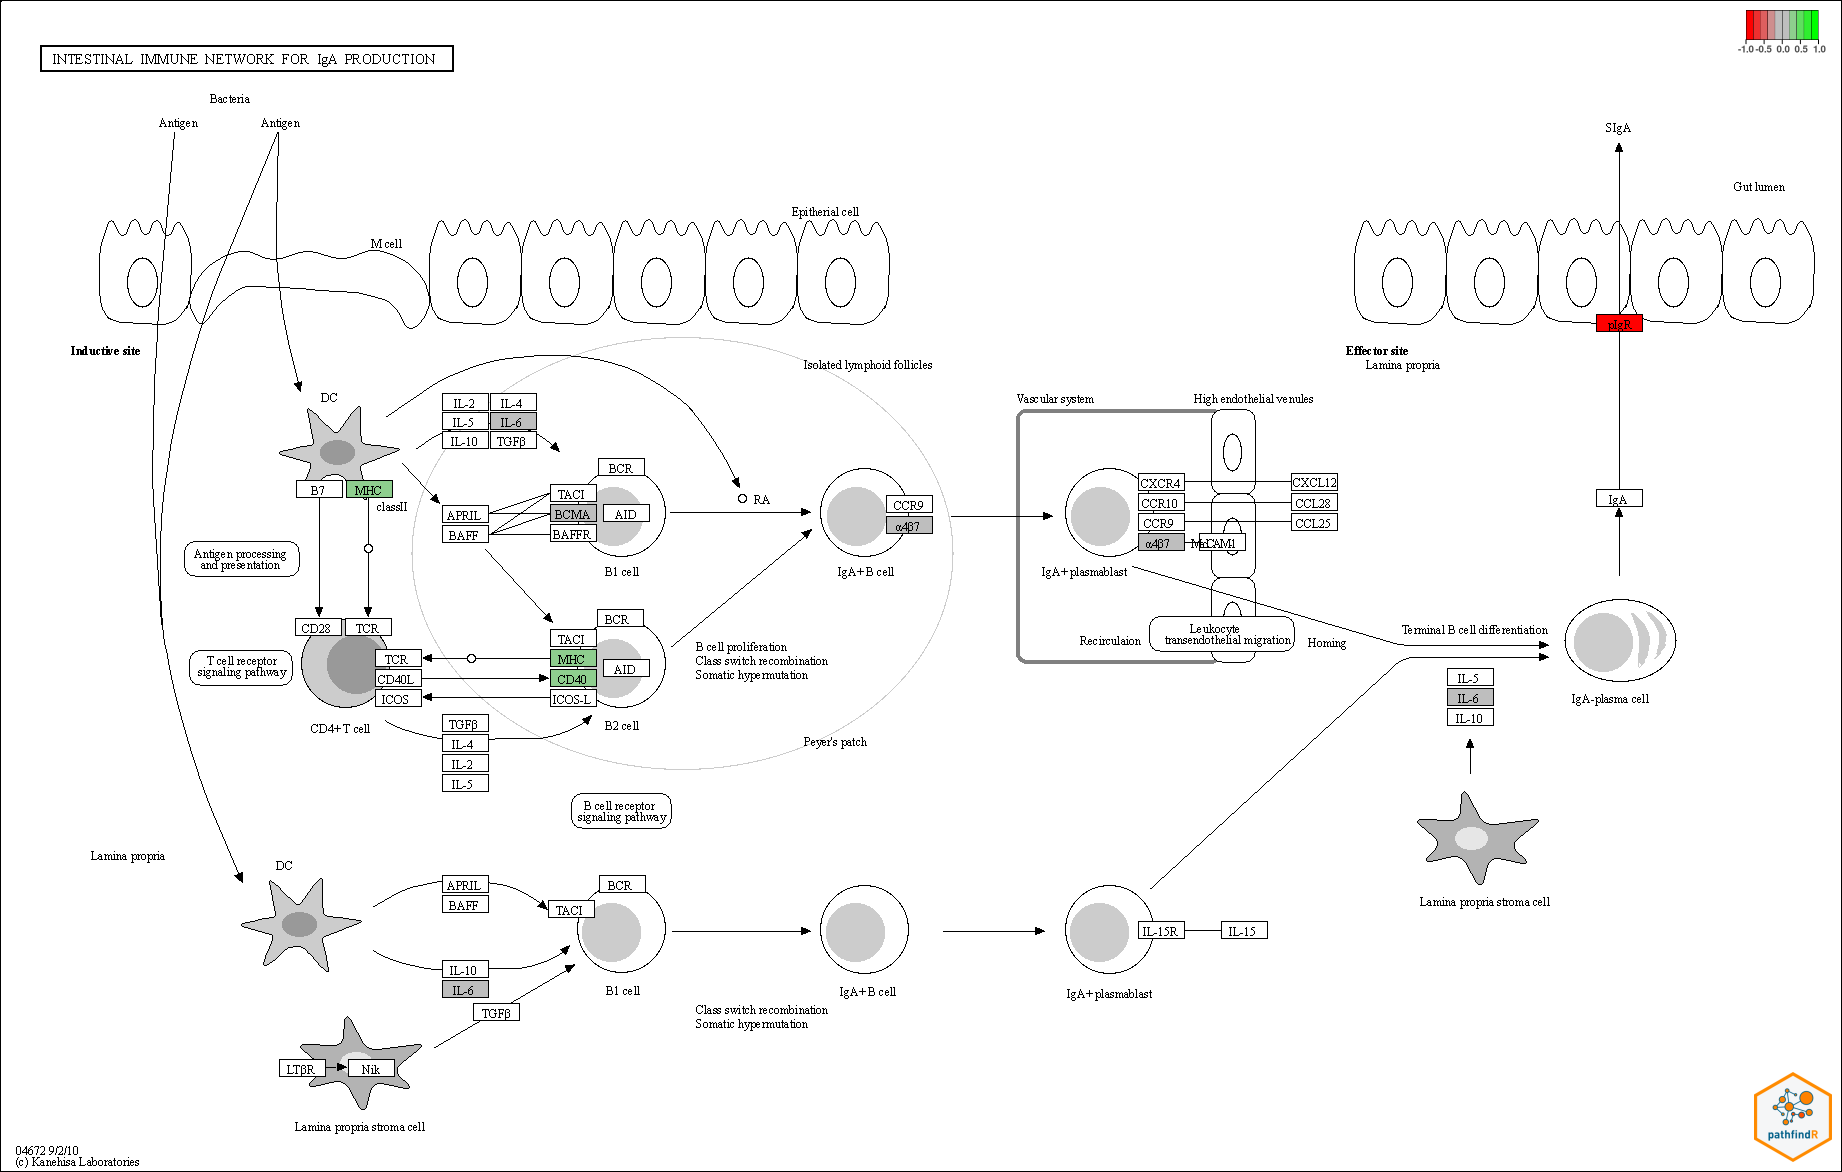 -1.0 -0.5 0.0 0.5 1.0
INTESTINAL IMMUNE NETWORK FOR IgA PRODUCTION
Bacteria
Antigen
Antigen
SIgA
Gut lumen
Epitherial cell
M cell
pIgR
Inductive site
Effector site
Lamina propria
Isolated lymphoid follicles
DC
IL-2
IL-4
IL-5
IL-6
IL-10
TGFβ
B7
MHC
classII
APRIL
BAFF
BCR
TACI
BCMA
BAFFR
AID
B1 cell
RA
CCR9
α4β7
IgA+ B cell
Vascular system
High endothelial venules
CXCR4
CCR10
CCR9
α4β7
CXCL12
CCL28
CCL25
IgA+ plasmablast
IgA
Antigen processing
and presentation
CD28
TCR
T cell receptor
signaling pathway
TCR
CD40L
ICOS
CD4+ T cell
BCR
TACI
MHC
CD40
ICOS-L
AID
B2 cell
B cell proliferation
Class switch recombination
Somatic hypermutation
TGFβ
IL-4
IL-2
IL-5
Peyer's patch
Recirculaion
Leukocyte
transendothelial migration
Homing
Terminal B cell differentiation
IL-5
IL-6
IL-10
IgA-plasma cell
B cell receptor
signaling pathway
Lamina propria
DC
APRIL
BAFF
BCR
TACI
IL-10
IL-6
TGFβ
B1 cell
IgA+ B cell
IL-15R
IL-15
IgA+ plasmablast
Lamina propria stroma cell
Class switch recombination
Somatic hypermutation
LTβR
Nik
Lamina propria stroma cell
04672 9/2/10
(c) Kanehisa Laboratories
pathfindR